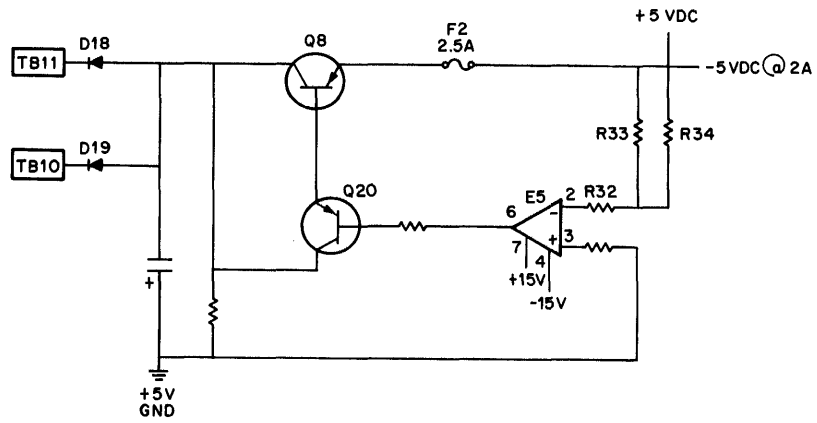 +5 VDC
D18
Q8
F2
2.5A
TB11
-5VDC @ 2A
R33
R34
D19
TB10
Q20
E5
2
R32
6
-
+
3
7
4
+15V
-15V
+
+5V
GND